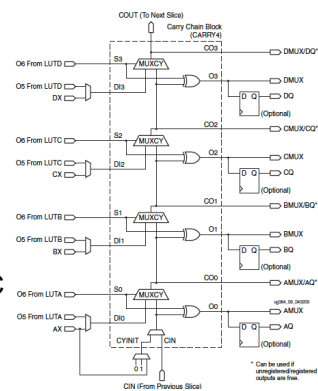 COUT (To Next Slice)
Carry Chain Block
(CARRY4)
CO3
DMUX/DQ*
O6 From LUTD
S3
MUXCY
O3
DMUX
O5 From LUTD
DI3
DX
D Q
DQ
(Optional)
CO2
CMUX/CQ*
O6 From LUTC
S2
MUXCY
O2
CMUX
O5 From LUTC
DI2
CX
D Q
CQ
(Optional)
CO1
BMUX/BQ*
O6 From LUTB
S1
MUXCY
O1
BMUX
O5 From LUTB
DI1
BX
D Q
BQ
(Optional)
CO0
AMUX/AQ*
O6 From LUTA
S0
MUXCY
O0
AMUX
O5 From LUTA
DI0
AX
D Q
AQ
(Optional)
CYINIT
CIN
0 1
CIN (From Previous Slice)
* Can be used if
unregistered/registered
outputs are free.